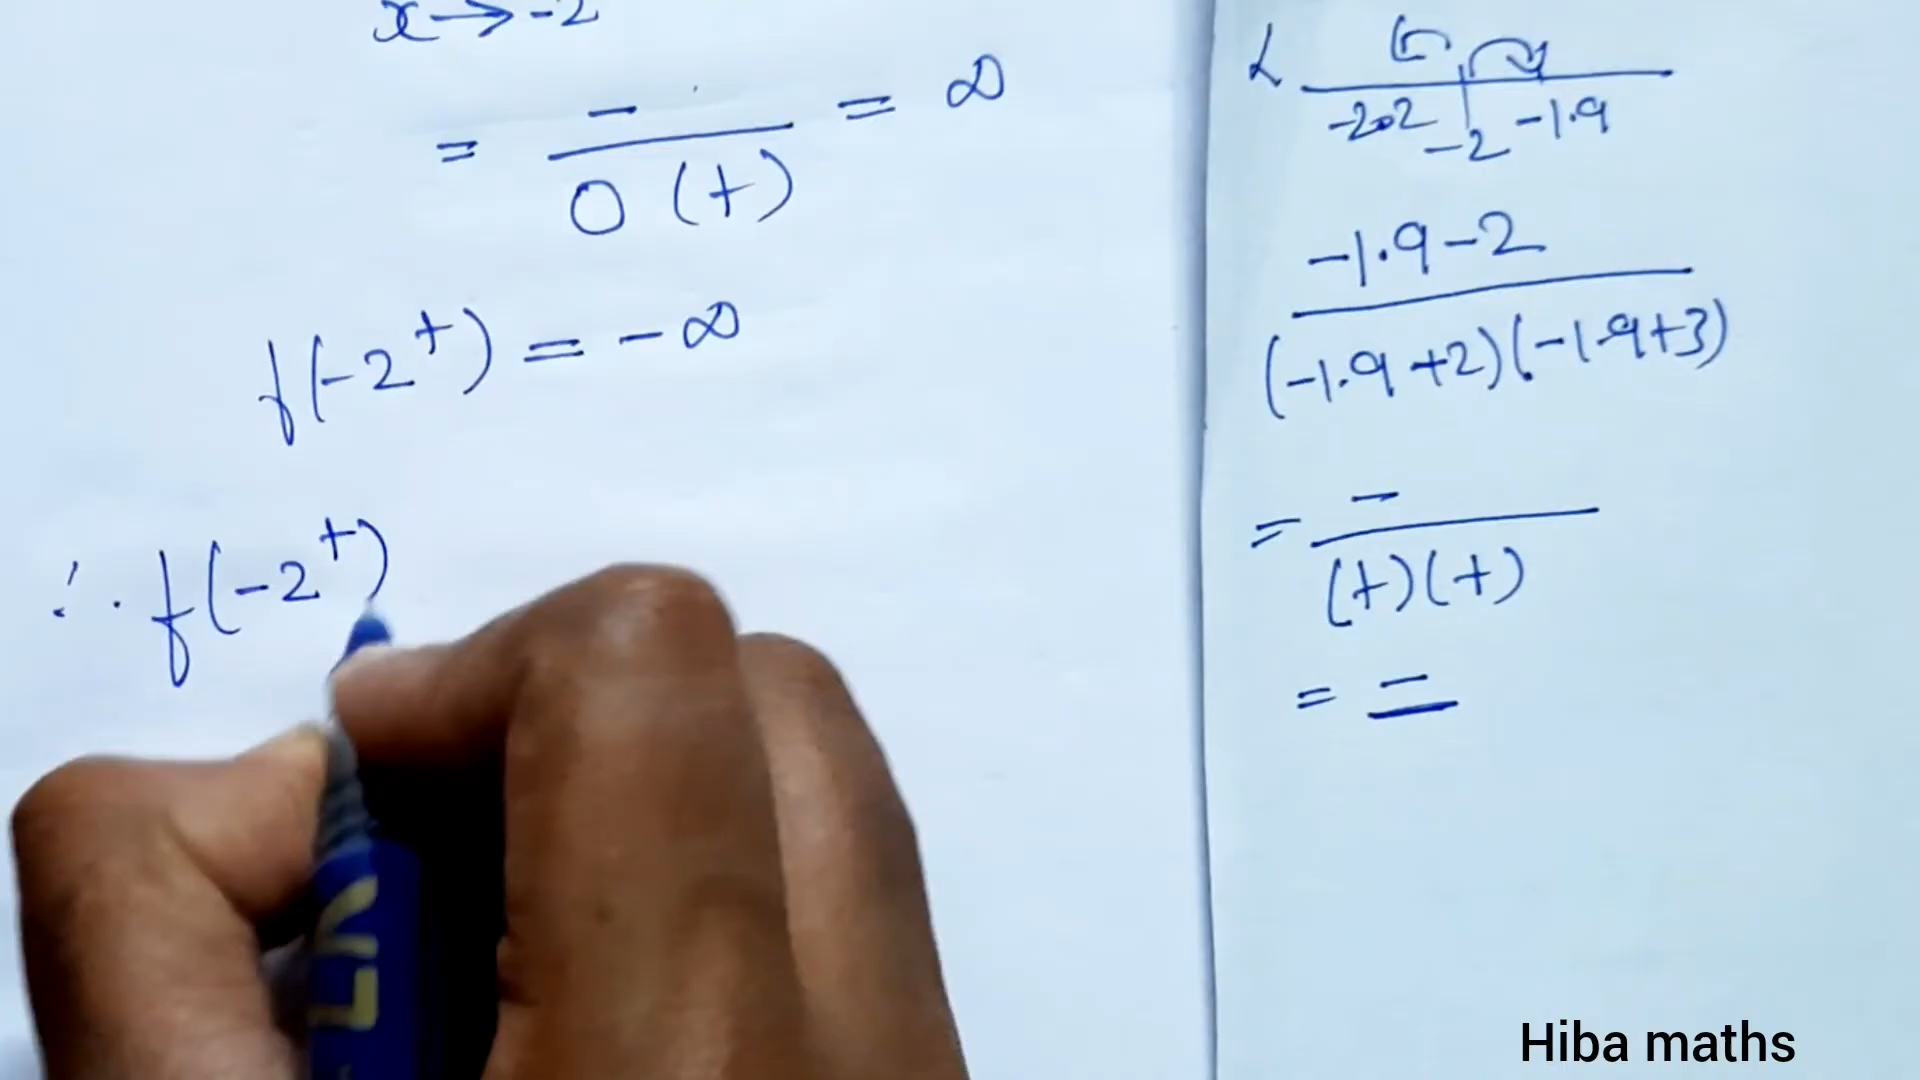 x → -2
= - / 0 (+) = ∞
f(-2⁺) = -∞
∴ f(-2⁺)
-2.2 -2 -1.9
-1.9-2
(-1.9+2)(-1.9+3)
= -
(+)(+)
= -
Hiba maths